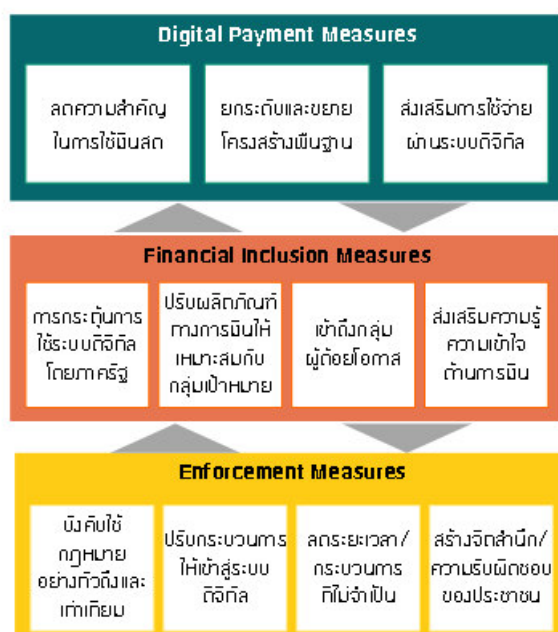 Digital Payment Measures
ลดความสำคัญ
ในการใช้เงินสด
ยกระดับและขยาย
โครงสร้างพื้นฐาน
ส่งเสริมการใช้จ่าย
ผ่านระบบดิจิทัล
Financial Inclusion Measures
การกระตุ้นการ
ใช้ระบบดิจิทัล
โดยภาครัฐ
ปรับผลิตภัณฑ์
ทางการเงินให้
เหมาะสมกับ
กลุ่มเป้าหมาย
เข้าถึงกลุ่ม
ผู้ด้อยโอกาส
ส่งเสริมความรู้
ความเข้าใจ
ด้านการเงิน
Enforcement Measures
บังคับใช้
กฎหมาย
อย่างทั่วถึงและ
เท่าเทียม
ปรับกระบวนการ
ให้เข้าสู่ระบบ
ดิจิทัล
ลดระยะเวลา/
กระบวนการ
ที่ไม่จำเป็น
สร้างจิตสำนึก/
ความรับผิดชอบ
ของประชาชน